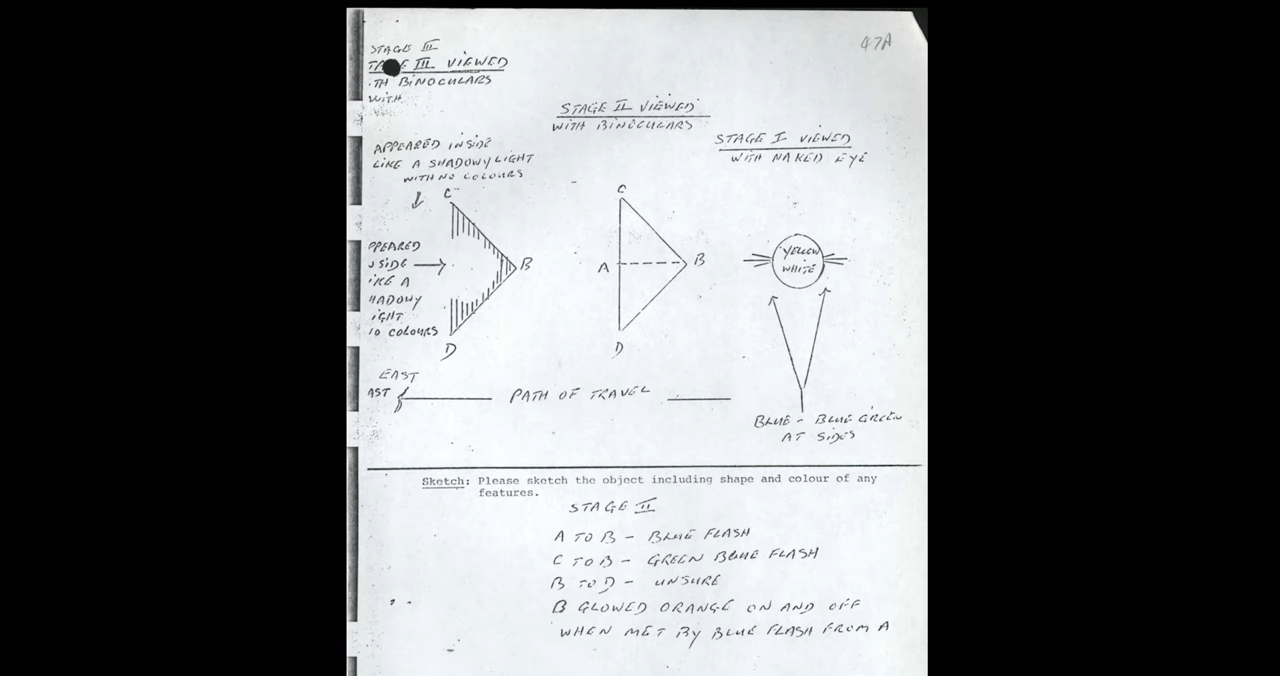 47A
STAGE III
TAGE III VIEWED
ITH BINOCULARS
WITH
STAGE II VIEWED
WITH BINOCULARS
STAGE I VIEWED
WITH NAKED EYE
APPEARED INSIDE
LIKE A SHADOWY LIGHT
WITH NO COLOURS
C
B
D
PPEARED
NSIDE
IKE A
HADOWY
IGHT
NO COLOURS
C
A
B
D
YELLOW
WHITE
EAST
AST
PATH OF TRAVEL
BLUE - BLUE GREEN
AT SIDES
Sketch: Please sketch the object including shape and colour of any
features.
STAGE II
A TO B - BLUE FLASH
C TO B - GREEN BLUE FLASH
B TO D - UNSURE
B GLOWED ORANGE ON AND OFF
WHEN MET BY BLUE FLASH FROM A